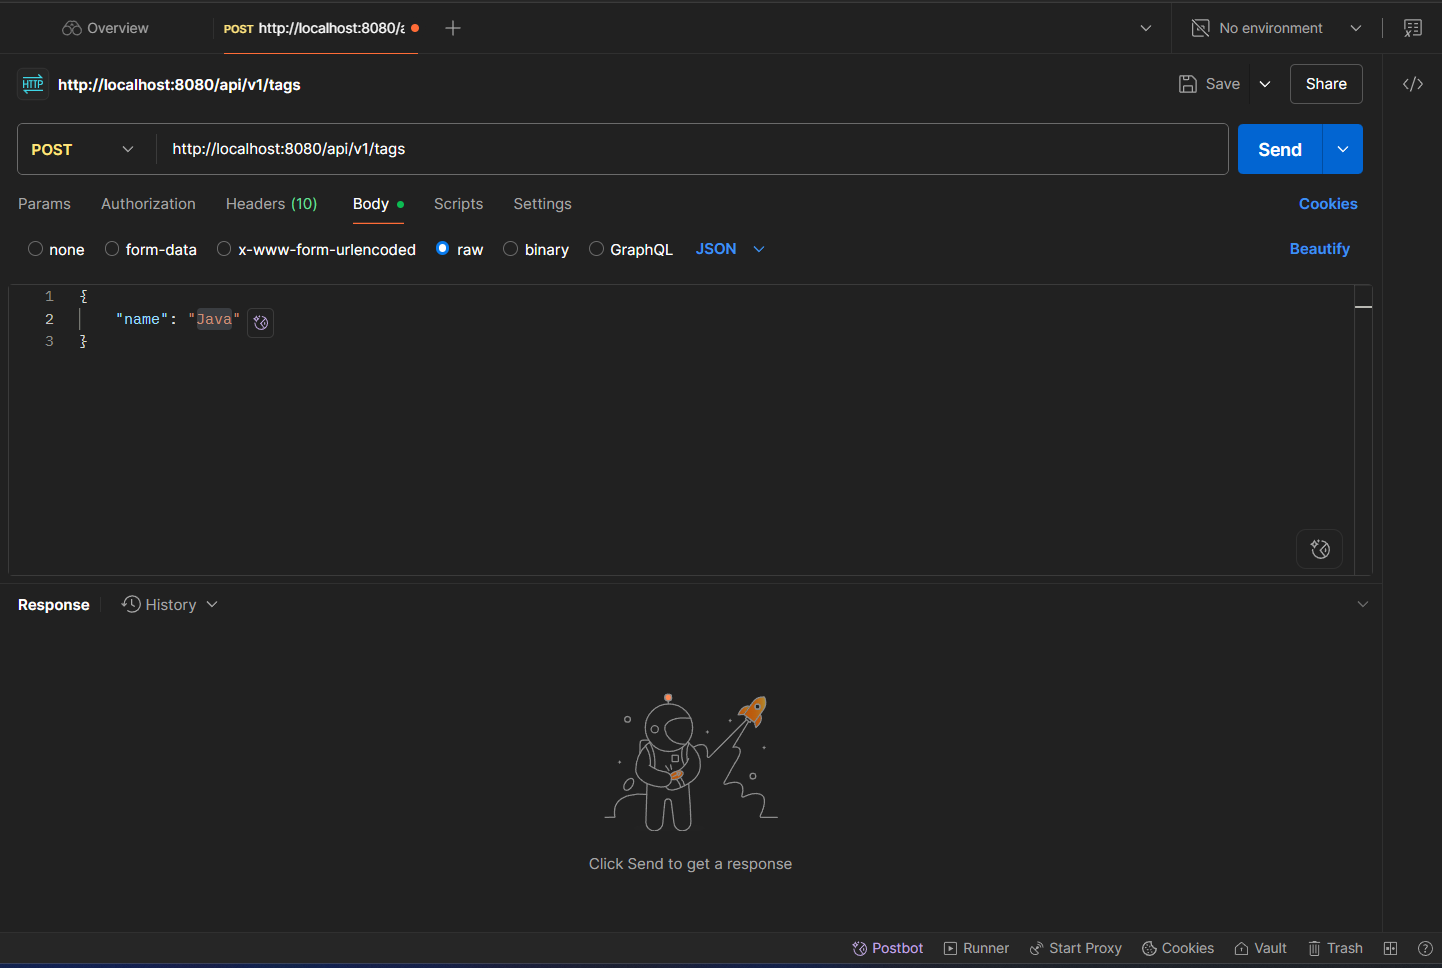 Overview
POST http://localhost:8080/a
No environment
HTTP http://localhost:8080/api/v1/tags
Save
Share
POST
http://localhost:8080/api/v1/tags
Send
Params Authorization Headers (10) Body Scripts Settings Cookies
none form-data x-www-form-urlencoded raw binary GraphQL JSON Beautify
1 {
2 "name": "Java"
3 }
Response History
Click Send to get a response
Postbot Runner Start Proxy Cookies Vault Trash